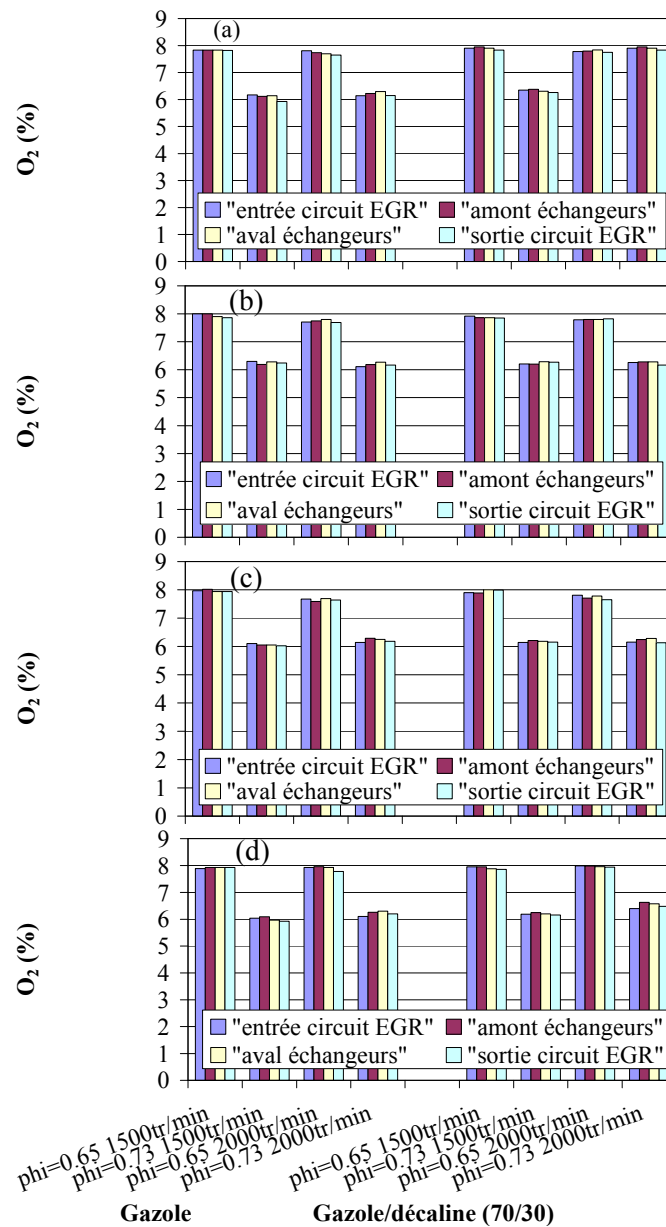 9
(a)
8
7
6
5
4
3
2
1
0
O₂ (%)
"entrée circuit EGR" "amont échangeurs"
"aval échangeurs" "sortie circuit EGR"
9
(b)
8
7
6
5
4
3
2
1
0
O₂ (%)
"entrée circuit EGR" "amont échangeurs"
"aval échangeurs" "sortie circuit EGR"
9
(c)
8
7
6
5
4
3
2
1
0
O₂ (%)
"entrée circuit EGR" "amont échangeurs"
"aval échangeurs" "sortie circuit EGR"
9
(d)
8
7
6
5
4
3
2
1
0
O₂ (%)
"entrée circuit EGR" "amont échangeurs"
"aval échangeurs" "sortie circuit EGR"
phi=0.65 1500tr/min
phi=0.73 1500tr/min
phi=0.65 2000tr/min
phi=0.73 2000tr/min
phi=0.65 1500tr/min
phi=0.73 1500tr/min
phi=0.65 2000tr/min
phi=0.73 2000tr/min
Gazole Gazole/décaline (70/30)